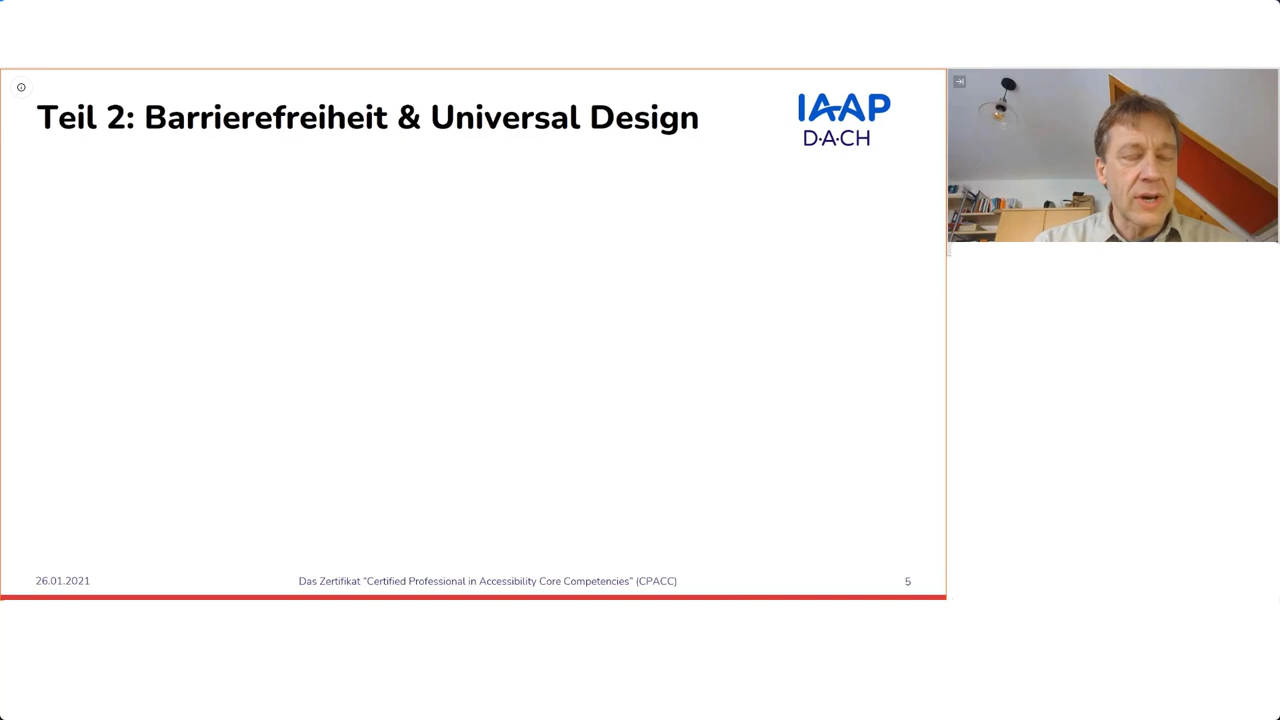 Teil 2: Barrierefreiheit & Universal Design
IAAP
D·A·CH
26.01.2021
Das Zertifikat “Certified Professional in Accessibility Core Competencies” (CPACC)
5